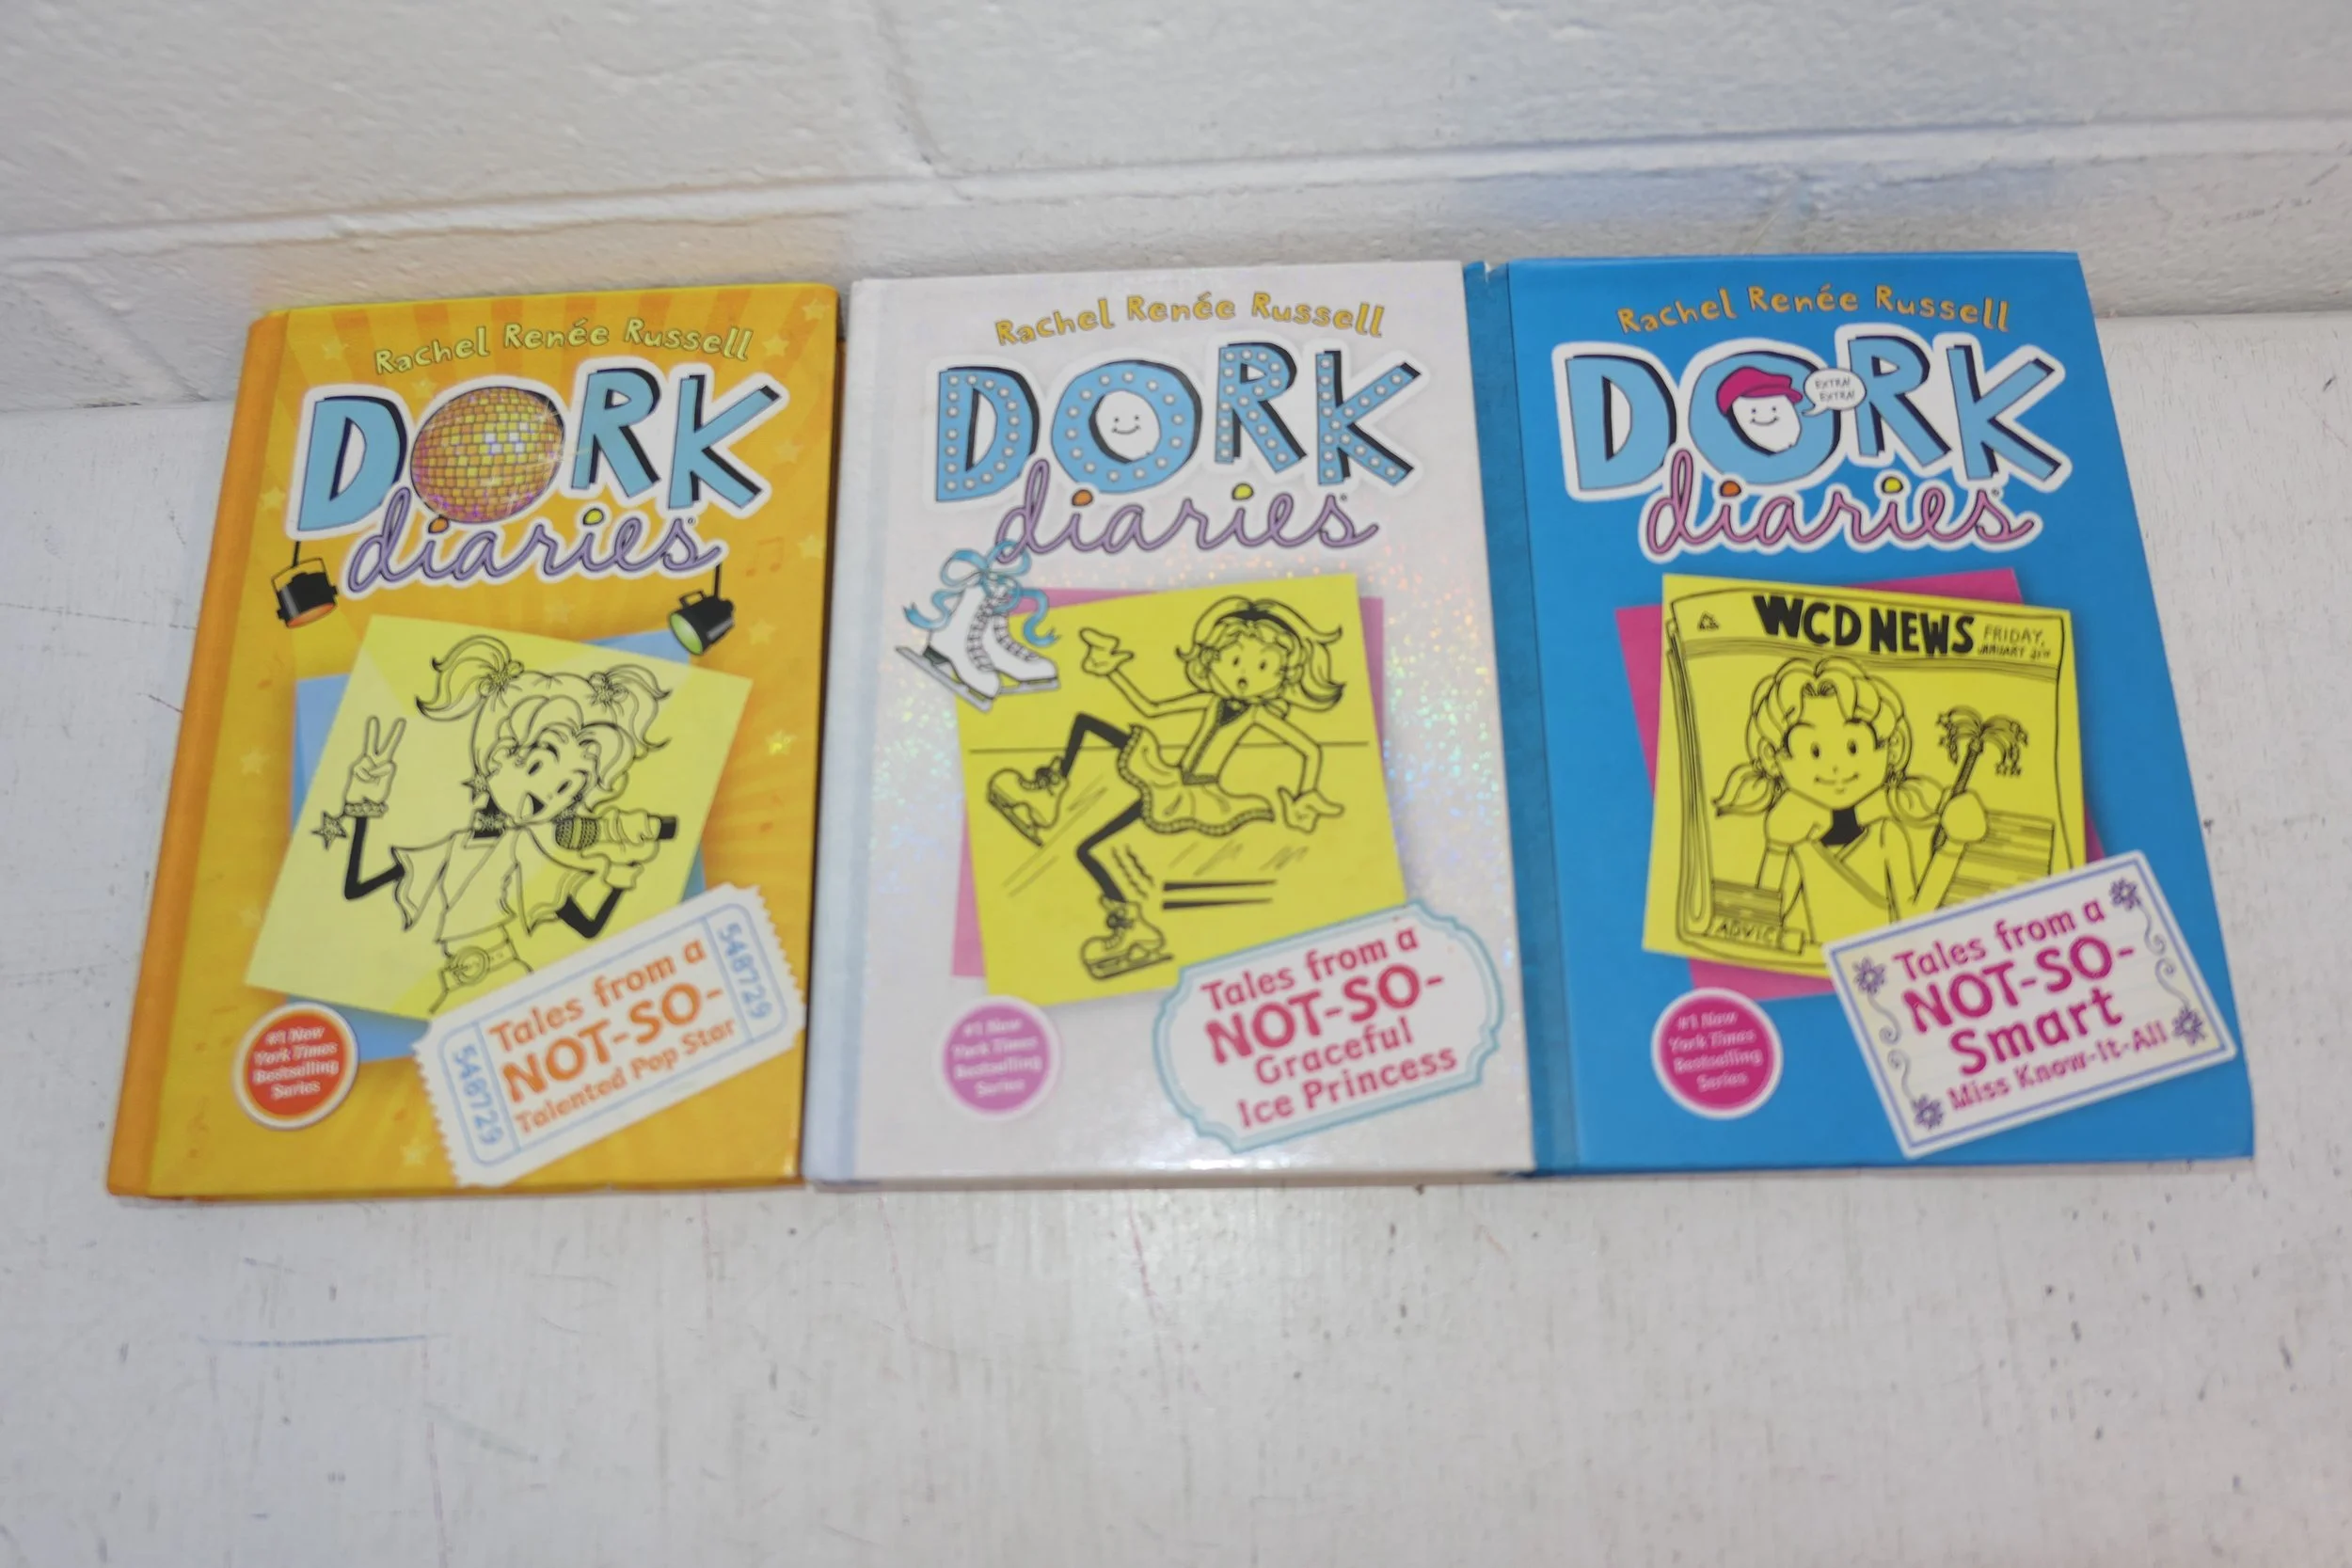 Rachel Renée Russell
DORK
diaries
Tales from a
NOT-SO-
Talented Pop Star
548729
548729
#1 New
York Times
Bestselling
Series
Rachel Renée Russell
DORK
diaries
Tales from a
NOT-SO-
Graceful
Ice Princess
#1 New
York Times
Bestselling
Series
Rachel Renée Russell
DORK
EXTRA!
EXTRA!
diaries
WCD NEWS
FRIDAY,
JANUARY 31ST
ADVICE
Tales from a
NOT-SO-
Smart
Miss Know-It-All
#1 New
York Times
Bestselling
Series